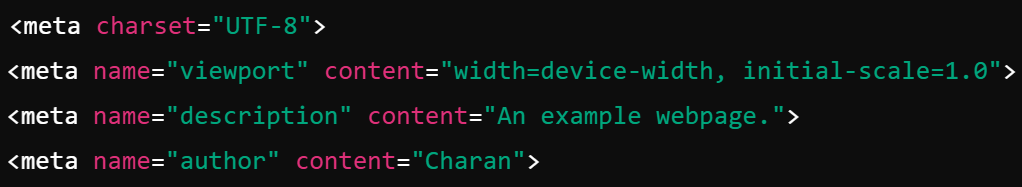 <meta charset="UTF-8">
<meta name="viewport" content="width=device-width, initial-scale=1.0">
<meta name="description" content="An example webpage.">
<meta name="author" content="Charan">